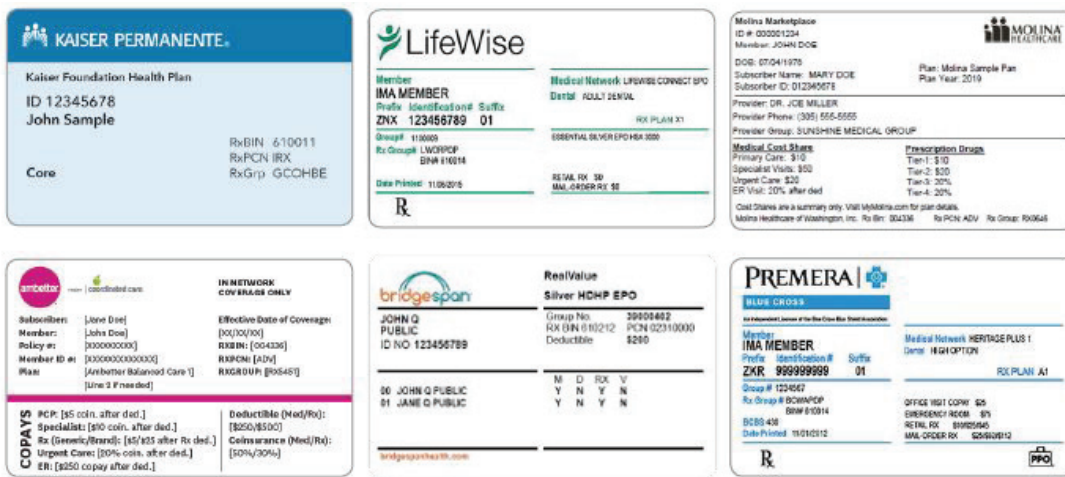 KAISER PERMANENTE®
Kaiser Foundation Health Plan
ID 12345678
John Sample
RxBIN 610011
RxPCN IRX
Core RxGrp GCOHBE
LifeWise
Member
IMA MEMBER
Prefix Identification# Suffix
ZNX 123456789 01
Group# 1100009
Rx Group# LWORPDP
BIN# 610014
Date Printed 11/06/2015
Rx
Medical Network LIFEWISE CONNECT EPO
Dental ADULT DENTAL
RX PLAN X1
ESSENTIAL SILVER EPO HSA 3000
RETAIL RX $0
MAIL-ORDER RX $0
Molina Marketplace
ID #: 000001234
Member: JOHN DOE
MOLINA
HEALTHCARE
DOB: 07/04/1976
Subscriber Name: MARY DOE
Subscriber ID: 012345678
Plan: Molina Sample Pan
Plan Year: 2019
Provider: DR. JOE MILLER
Provider Phone: (305) 555-5555
Provider Group: SUNSHINE MEDICAL GROUP
Medical Cost Share
Primary Care: $10
Specialist Visits: $50
Urgent Care: $20
ER Visit: 20% after ded
Prescription Drugs
Tier-1: $10
Tier-2: $20
Tier-3: 20%
Tier-4: 20%
Cost Shares are a summary only. Visit MyMolina.com for plan details.
Molina Healthcare of Washington, Inc. Rx Bin: 004336 Rx PCN: ADV Rx Group: RX0646
ambetter
FROM coordinated care
IN NETWORK
COVERAGE ONLY
Subscriber: [Jane Doe]
Member: [John Doe]
Policy #: [XXXXXXXXX]
Member ID #: [XXXXXXXXXXXXX]
Plan: [Ambetter Balanced Care 1]
[Line 2 if needed]
Effective Date of Coverage:
[XX/XX/XX]
RXBIN: [004336]
RXPCN: [ADV]
RXGROUP: [RX5451]
COPAYS
PCP: [$5 coin. after ded.]
Specialist: [$10 coin. after ded.]
Rx (Generic/Brand): [$5/$25 after Rx ded.]
Urgent Care: [20% coin. after ded.]
ER: [$250 copay after ded.]
Deductible (Med/Rx):
[$250/$500]
Coinsurance (Med/Rx):
[50%/30%]
bridgespan
JOHN Q
PUBLIC
ID NO 123456789
RealValue
Silver HDHP EPO
Group No. 39000402
RX BIN 610212 PCN 02310000
Deductible $200
M D RX V
00 JOHN Q PUBLIC Y N Y N
01 JANE Q PUBLIC Y N Y N
bridgespanhealth.com
PREMERA
BLUE CROSS
An Independent Licensee of the Blue Cross Blue Shield Association
Member
IMA MEMBER
Prefix Identification # Suffix
ZKR 999999999 01
Group # 1234567
Rx Group # BCWAPDP
BIN# 610014
BCBS 430
Date Printed 11/01/2012
Rx
Medical Network HERITAGE PLUS 1
Dental HIGH OPTION
RX PLAN A1
OFFICE VISIT COPAY $25
EMERGENCY ROOM $75
RETAIL RX $10/$25/$45
MAIL-ORDER RX
PPO